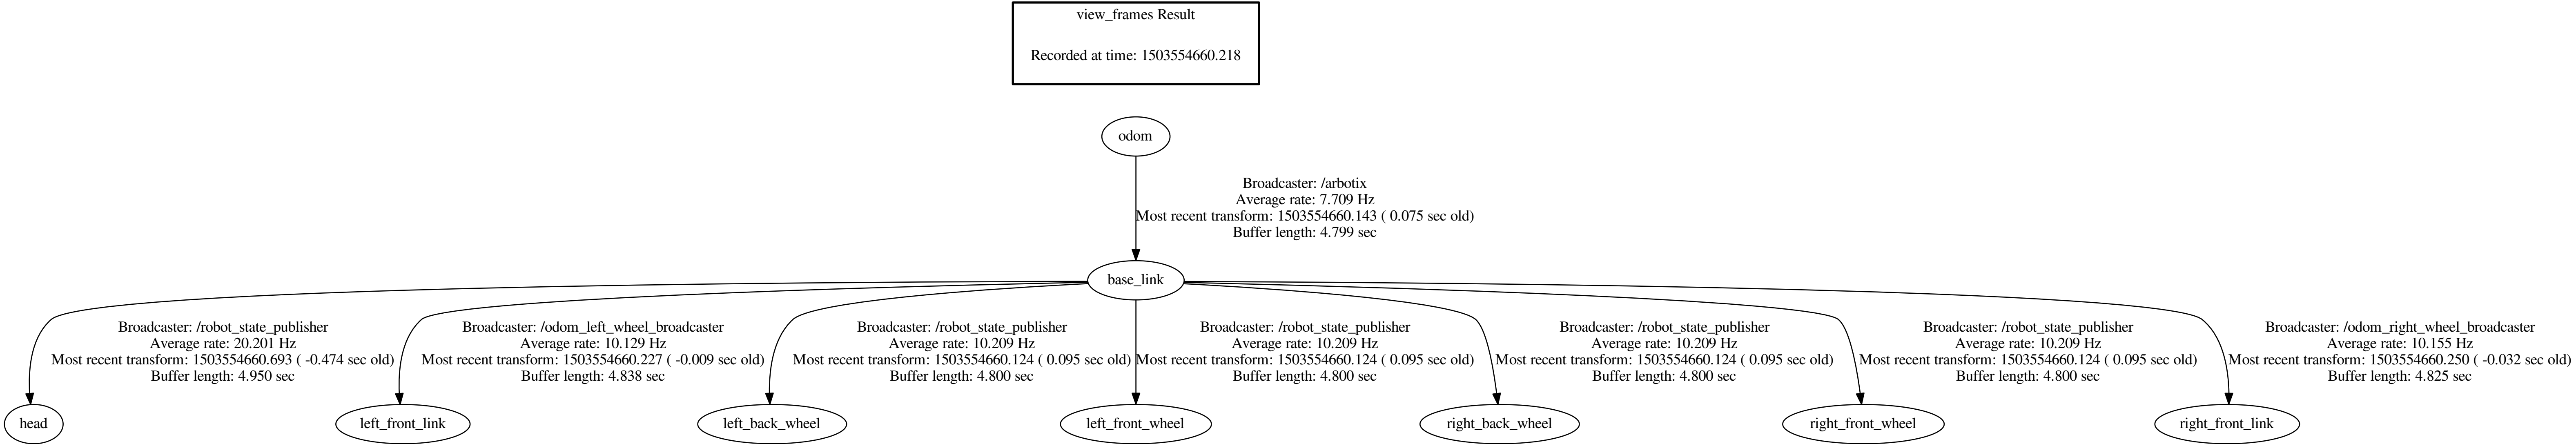 view_frames Result
Recorded at time: 1503554660.218
odom
Broadcaster: /arbotix
Average rate: 7.709 Hz
Most recent transform: 1503554660.143 ( 0.075 sec old)
Buffer length: 4.799 sec
base_link
Broadcaster: /robot_state_publisher
Average rate: 20.201 Hz
Most recent transform: 1503554660.693 ( -0.474 sec old)
Buffer length: 4.950 sec
Broadcaster: /odom_left_wheel_broadcaster
Average rate: 10.129 Hz
Most recent transform: 1503554660.227 ( -0.009 sec old)
Buffer length: 4.838 sec
Broadcaster: /robot_state_publisher
Average rate: 10.209 Hz
Most recent transform: 1503554660.124 ( 0.095 sec old)
Buffer length: 4.800 sec
Broadcaster: /robot_state_publisher
Average rate: 10.209 Hz
Most recent transform: 1503554660.124 ( 0.095 sec old)
Buffer length: 4.800 sec
Broadcaster: /robot_state_publisher
Average rate: 10.209 Hz
Most recent transform: 1503554660.124 ( 0.095 sec old)
Buffer length: 4.800 sec
Broadcaster: /robot_state_publisher
Average rate: 10.209 Hz
Most recent transform: 1503554660.124 ( 0.095 sec old)
Buffer length: 4.800 sec
Broadcaster: /odom_right_wheel_broadcaster
Average rate: 10.155 Hz
Most recent transform: 1503554660.250 ( -0.032 sec old)
Buffer length: 4.825 sec
head
left_front_link
left_back_wheel
left_front_wheel
right_back_wheel
right_front_wheel
right_front_link